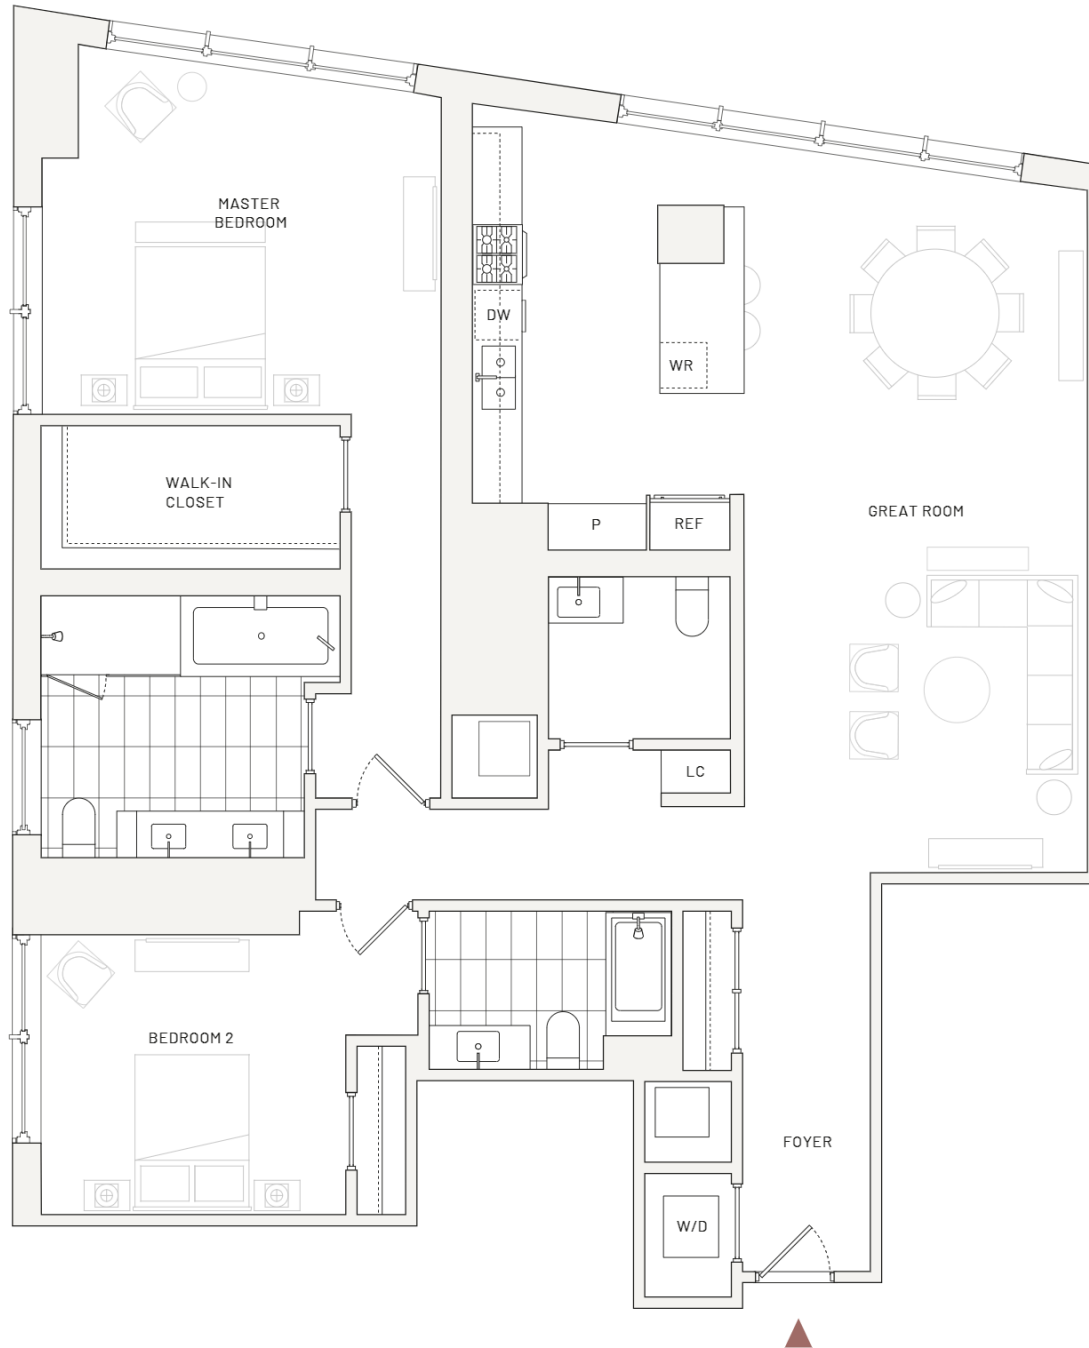 MASTER
BEDROOM
DW
WR
WALK-IN
CLOSET
P
REF
GREAT ROOM
LC
BEDROOM 2
FOYER
W/D